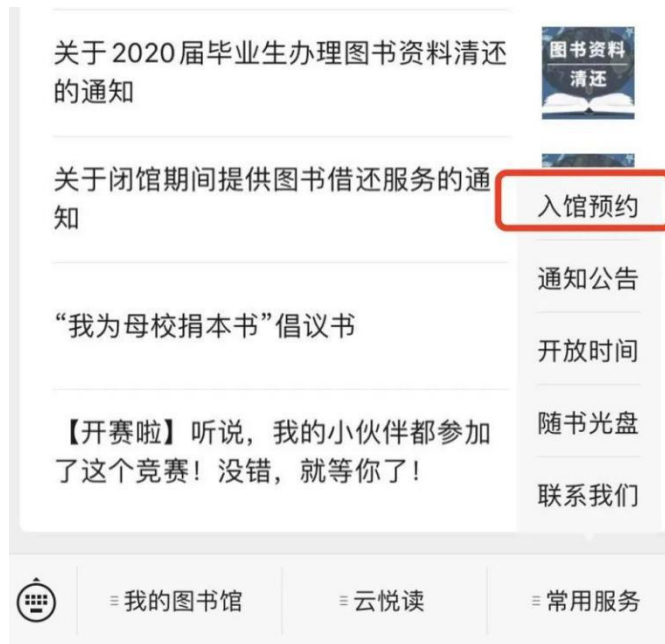 关于2020届毕业生办理图书资料清还
的通知
图书资料
清还
关于闭馆期间提供图书借还服务的通
知
“我为母校捐本书”倡议书
【开赛啦】听说，我的小伙伴都参加
了这个竞赛！没错，就等你了！
入馆预约
通知公告
开放时间
随书光盘
联系我们
我的图书馆
云悦读
常用服务